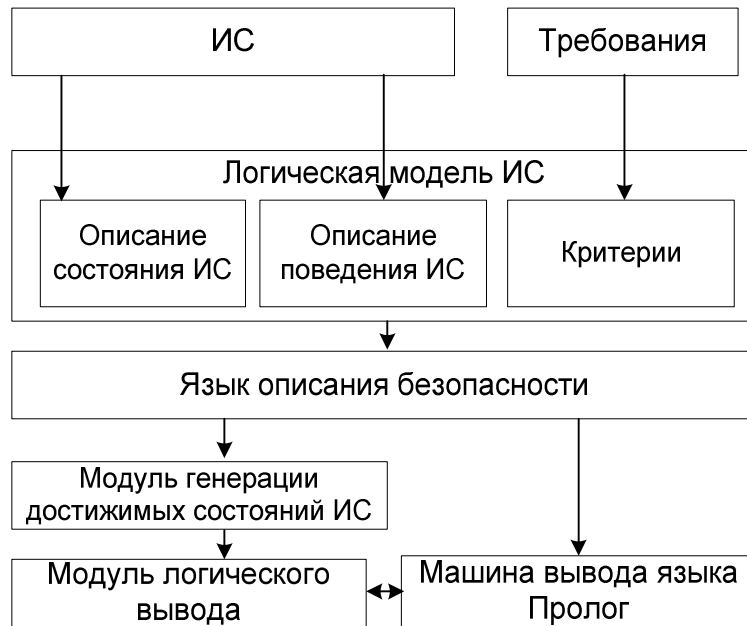 ИС
Требования
Логическая модель ИС
Описание
состояния ИС
Описание
поведения ИС
Критерии
Язык описания безопасности
Модуль генерации
достижимых состояний ИС
Модуль логического
вывода
Машина вывода языка
Пролог